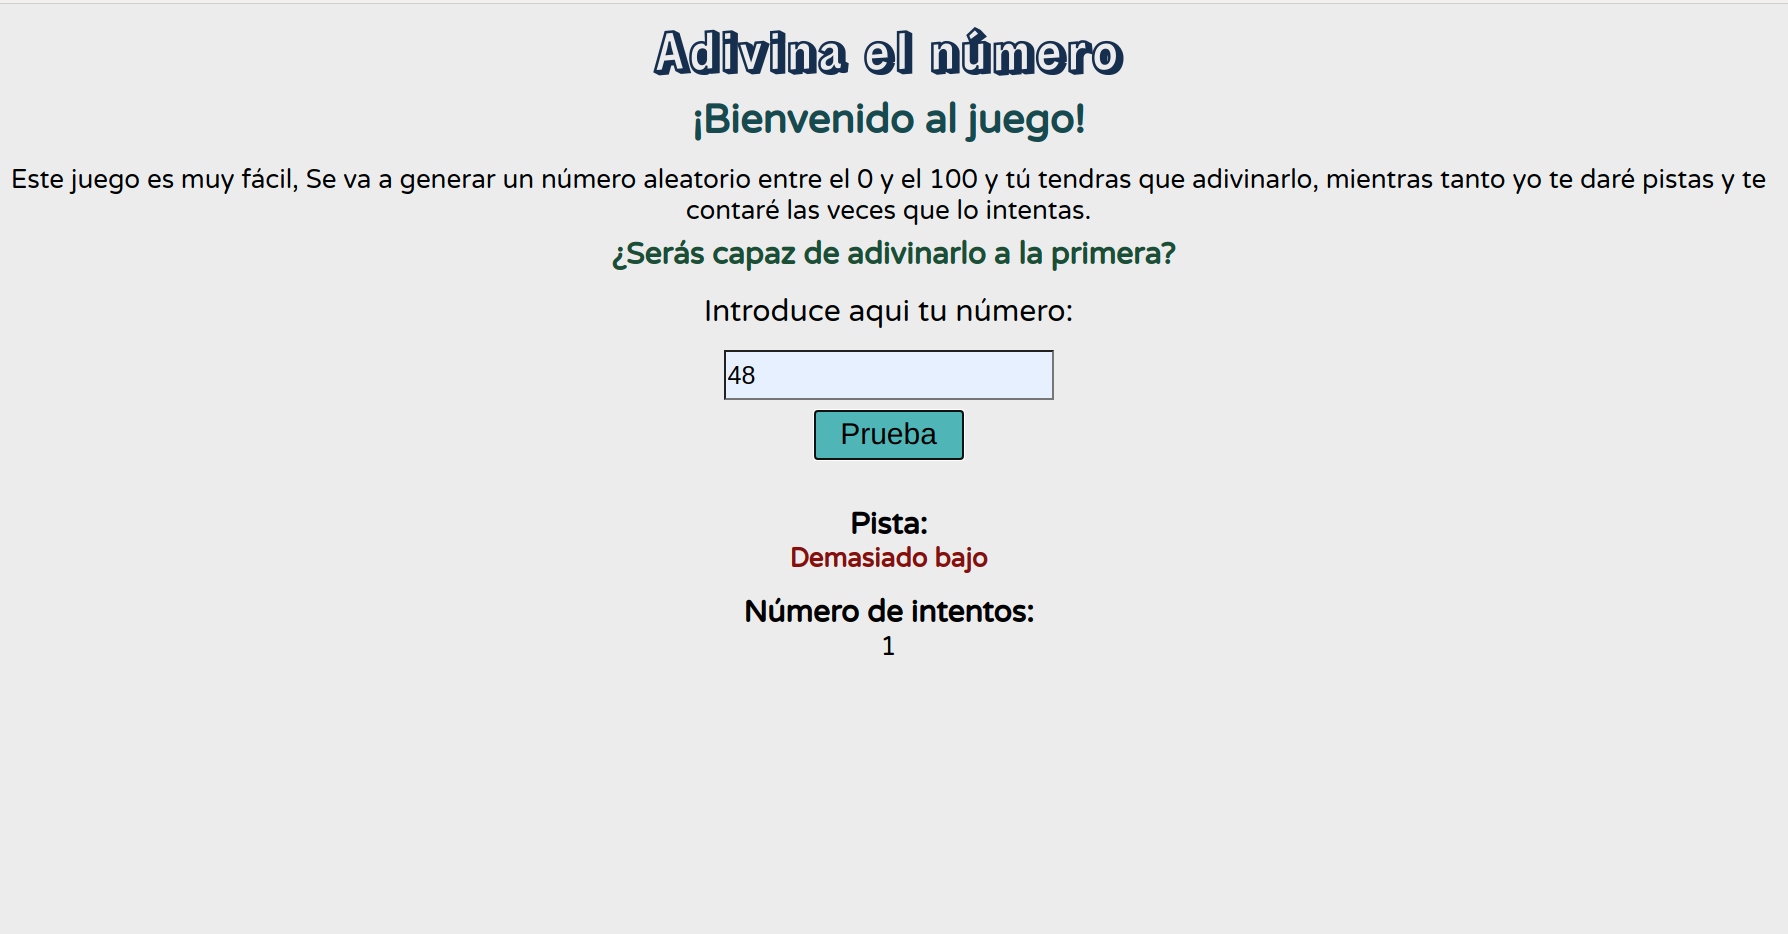 Adivina el número
¡Bienvenido al juego!
Este juego es muy fácil, Se va a generar un número aleatorio entre el 0 y el 100 y tú tendras que adivinarlo, mientras tanto yo te daré pistas y te
contaré las veces que lo intentas.
¿Serás capaz de adivinarlo a la primera?
Introduce aqui tu número:
48
Prueba
Pista:
Demasiado bajo
Número de intentos:
1